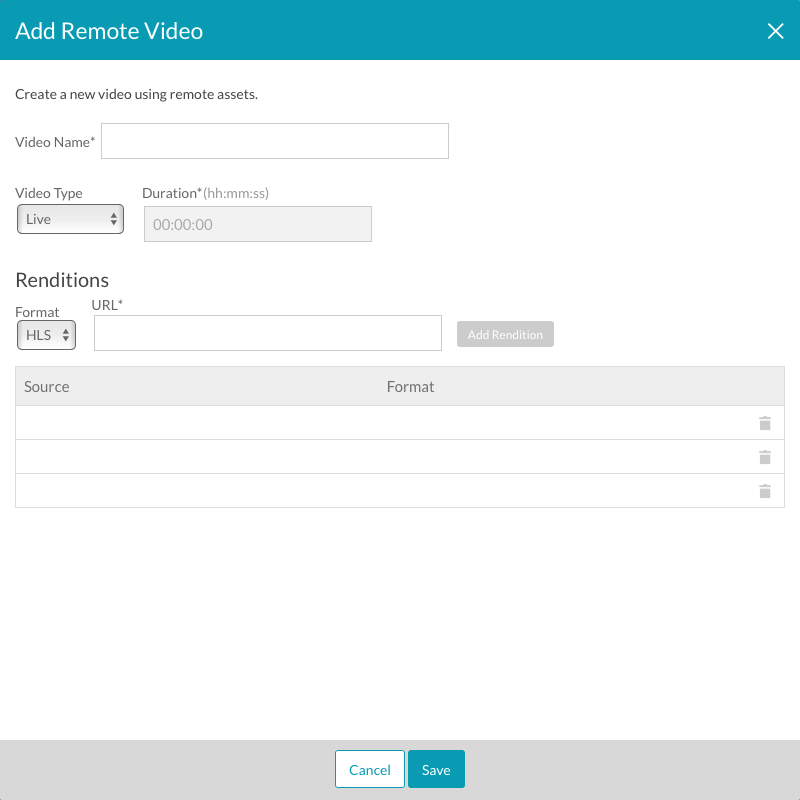 Add Remote Video
Create a new video using remote assets.
Video Name*
Video Type
Duration*(hh:mm:ss)
Live
00:00:00
Renditions
Format
URL*
HLS
Add Rendition
Source
Format
Cancel
Save